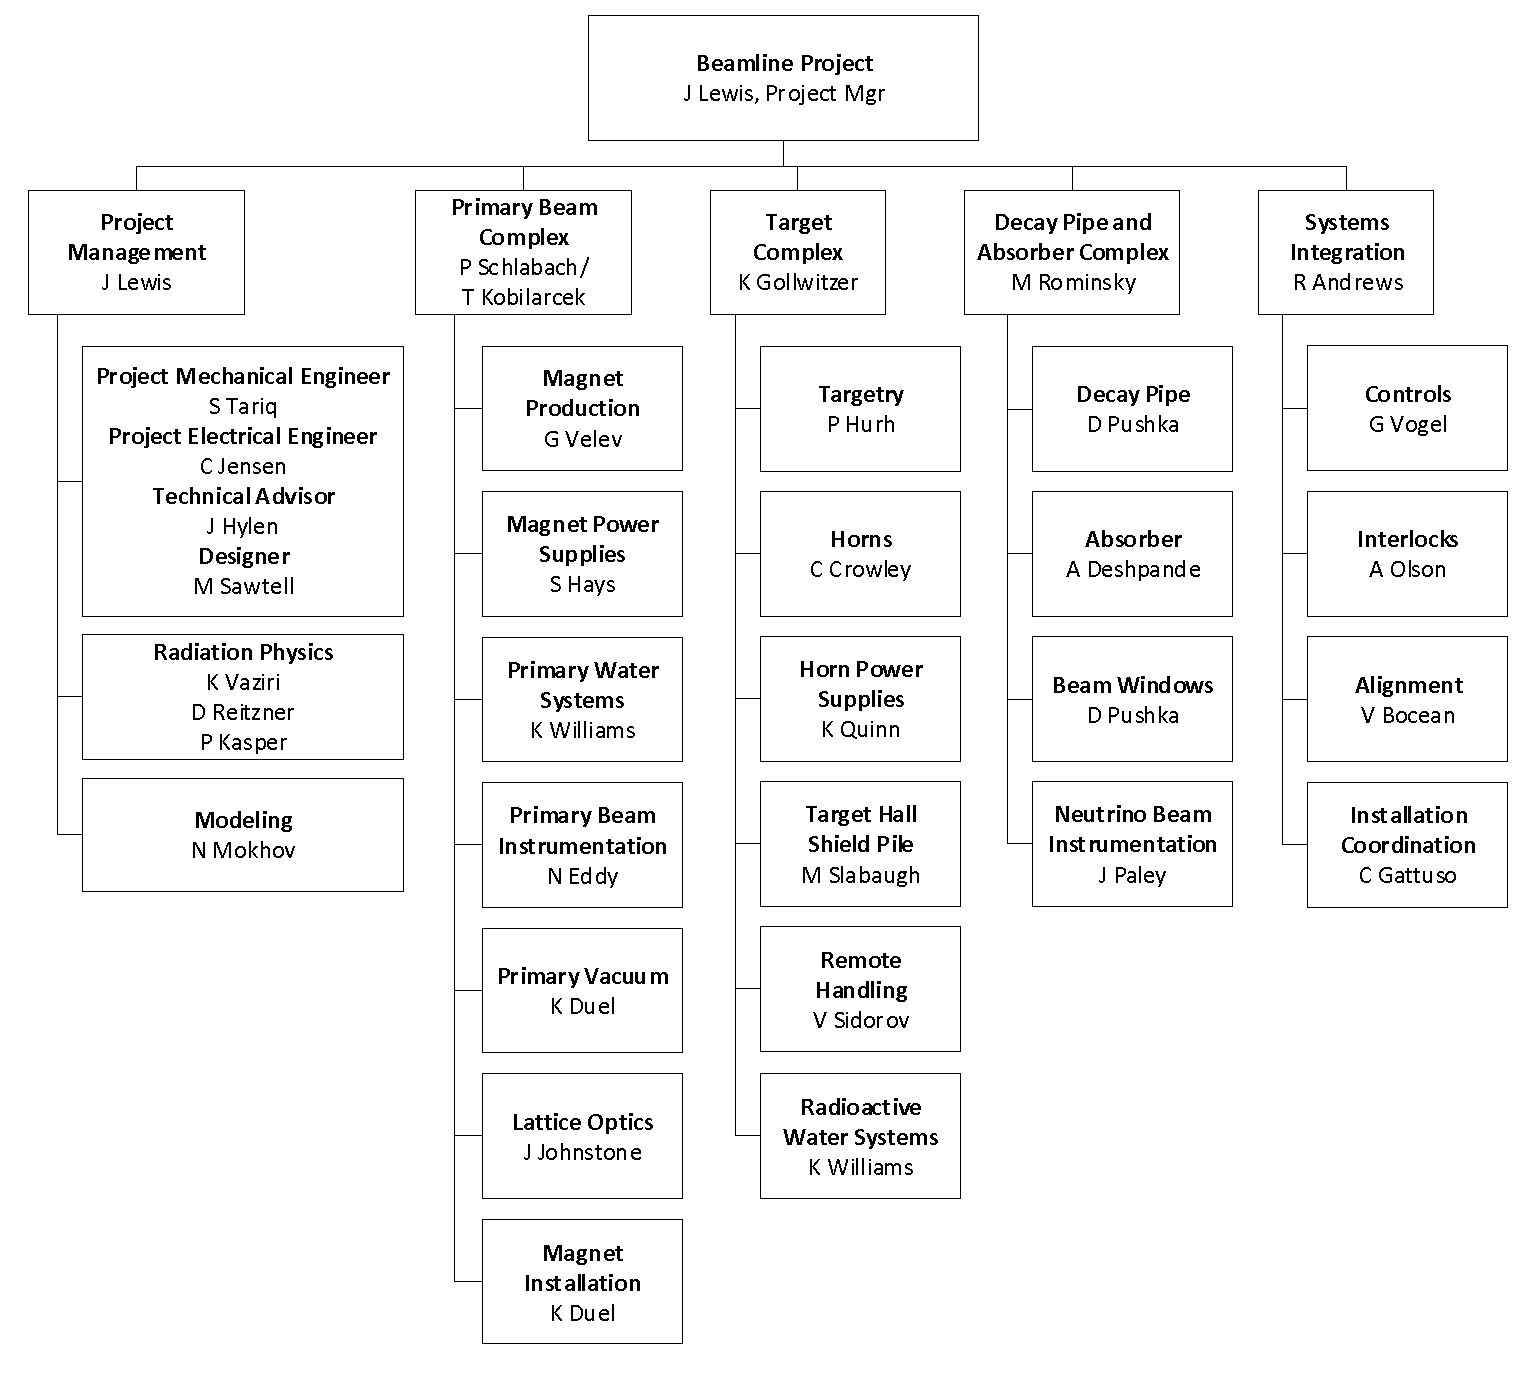 Beamline Project
J Lewis, Project Mgr
Project
Management
J Lewis
Project Mechanical Engineer
S Tariq
Project Electrical Engineer
C Jensen
Technical Advisor
J Hylen
Designer
M Sawtell
Radiation Physics
K Vaziri
D Reitzner
P Kasper
Modeling
N Mokhov
Primary Beam
Complex
P Schlabach/
T Kobilarcek
Magnet
Production
G Velev
Magnet Power
Supplies
S Hays
Primary Water
Systems
K Williams
Primary Beam
Instrumentation
N Eddy
Primary Vacuum
K Duel
Lattice Optics
J Johnstone
Magnet
Installation
K Duel
Target
Complex
K Gollwitzer
Targetry
P Hurh
Horns
C Crowley
Horn Power
Supplies
K Quinn
Target Hall
Shield Pile
M Slabaugh
Remote
Handling
V Sidorov
Radioactive
Water Systems
K Williams
Decay Pipe and
Absorber Complex
M Rominsky
Decay Pipe
D Pushka
Absorber
A Deshpande
Beam Windows
D Pushka
Neutrino Beam
Instrumentation
J Paley
Systems
Integration
R Andrews
Controls
G Vogel
Interlocks
A Olson
Alignment
V Bocean
Installation
Coordination
C Gattuso